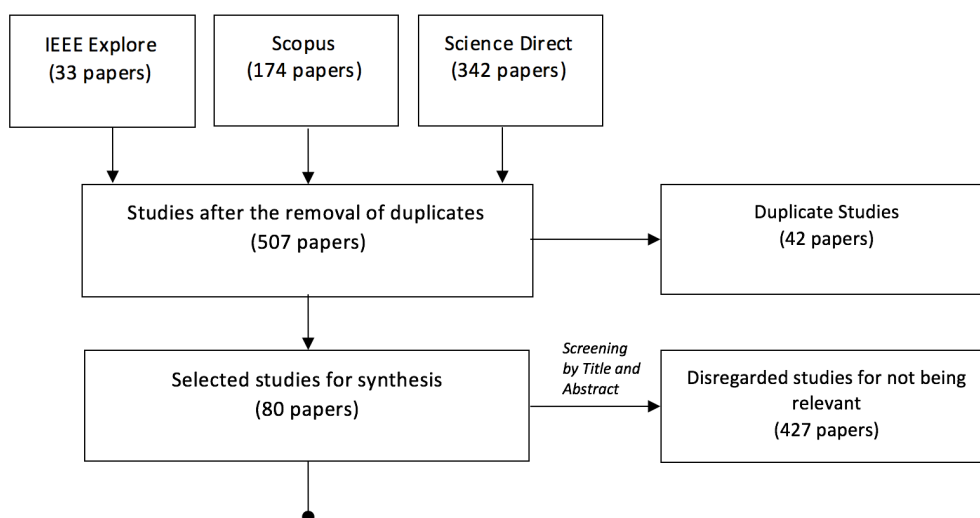 IEEE Explore
(33 papers)
Scopus
(174 papers)
Science Direct
(342 papers)
Studies after the removal of duplicates
(507 papers)
Duplicate Studies
(42 papers)
Selected studies for synthesis
(80 papers)
Screening
by Title and
Abstract
Disregarded studies for not being
relevant
(427 papers)